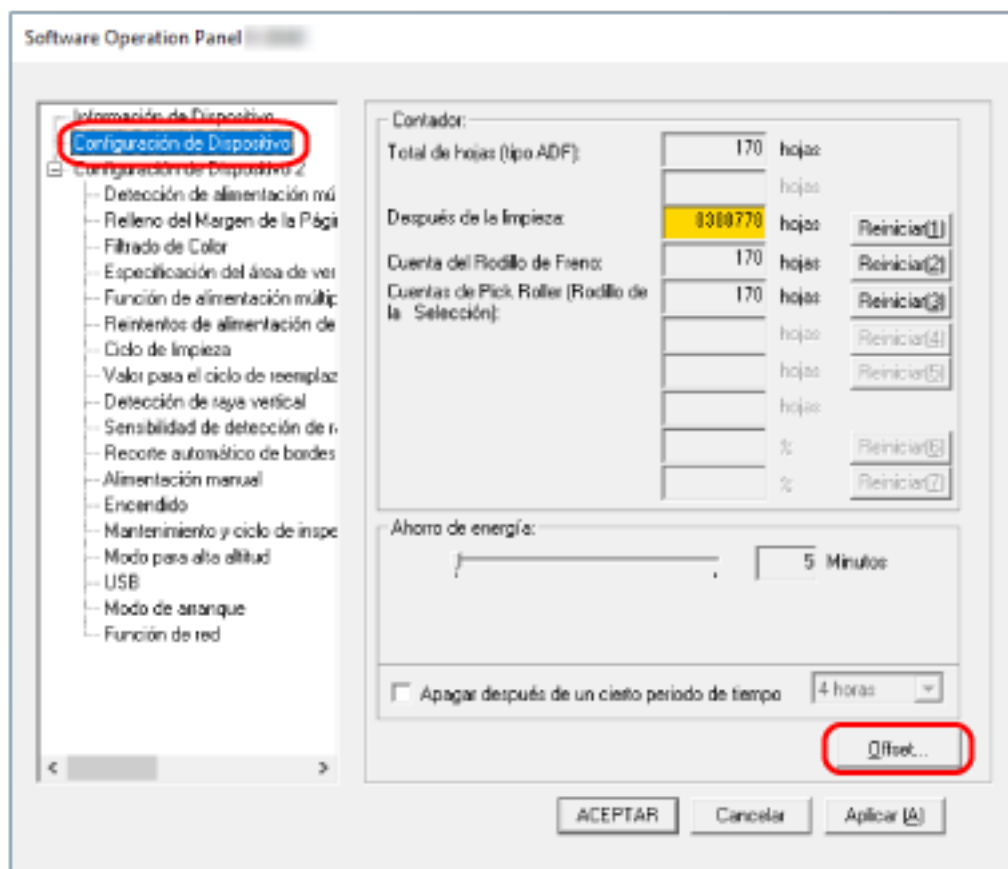 Software Operation Panel
Información de Dispositivo
Configuración de Dispositivo
Configuración de Dispositivo 2
Detección de alimentación mú
Relleno del Margen de la Págin
Filtrado de Color
Especificación del área de ver
Función de alimentación múltip
Reintentos de alimentación de
Ciclo de limpieza
Valor para el ciclo de reemplaz
Detección de raya vertical
Sensibilidad de detección de r
Recorte automático de bordes
Alimentación manual
Encendido
Mantenimiento y ciclo de inspe
Modo para alta altitud
USB
Modo de arranque
Función de red
Contador:
Total de hojas (tipo ADF): 170 hojas
hojas
Después de la limpieza: 8388778 hojas Reiniciar(1)
Cuenta del Rodillo de Freno: 170 hojas Reiniciar(2)
Cuentas de Pick Roller (Rodillo de 170 hojas Reiniciar(3)
la Selección):
hojas Reiniciar(4)
hojas Reiniciar(5)
hojas
% Reiniciar(6)
% Reiniciar(7)
Ahorro de energía:
5 Minutos
Apagar después de un cierto periodo de tiempo 4 horas
Offset...
ACEPTAR Cancelar Aplicar (A)